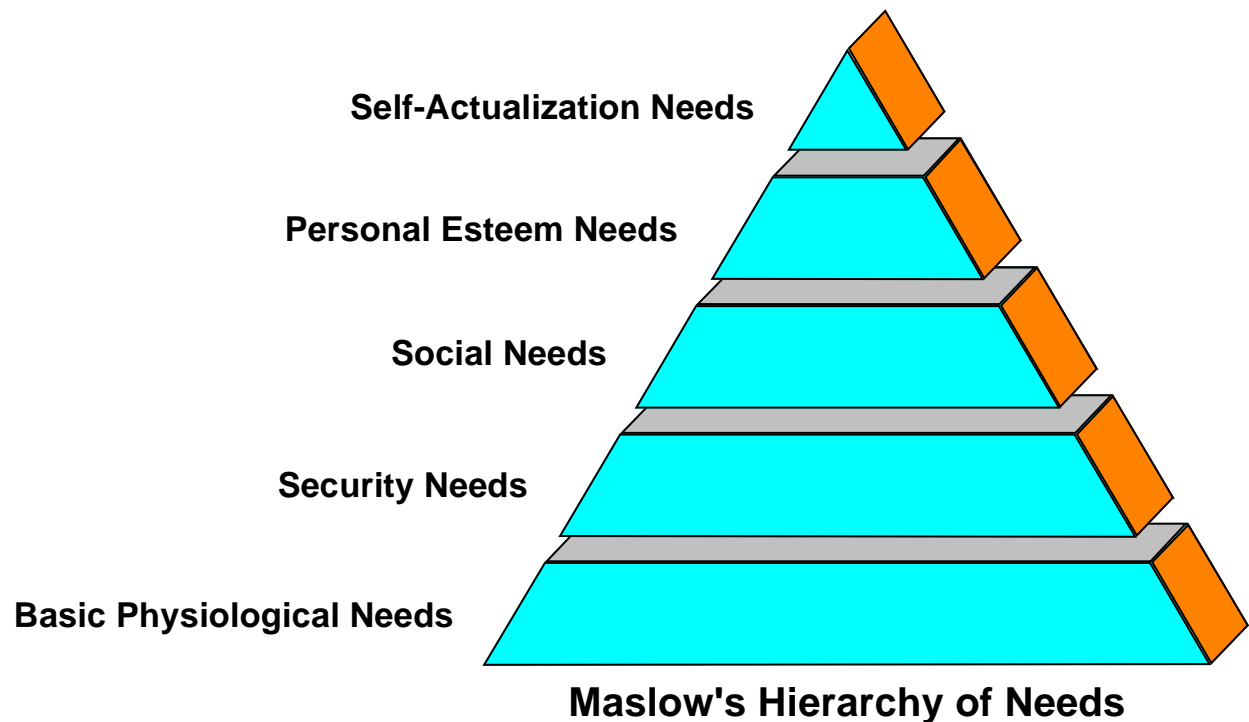 Self-Actualization Needs
Personal Esteem Needs
Social Needs
Security Needs
Basic Physiological Needs
Maslow's Hierarchy of Needs